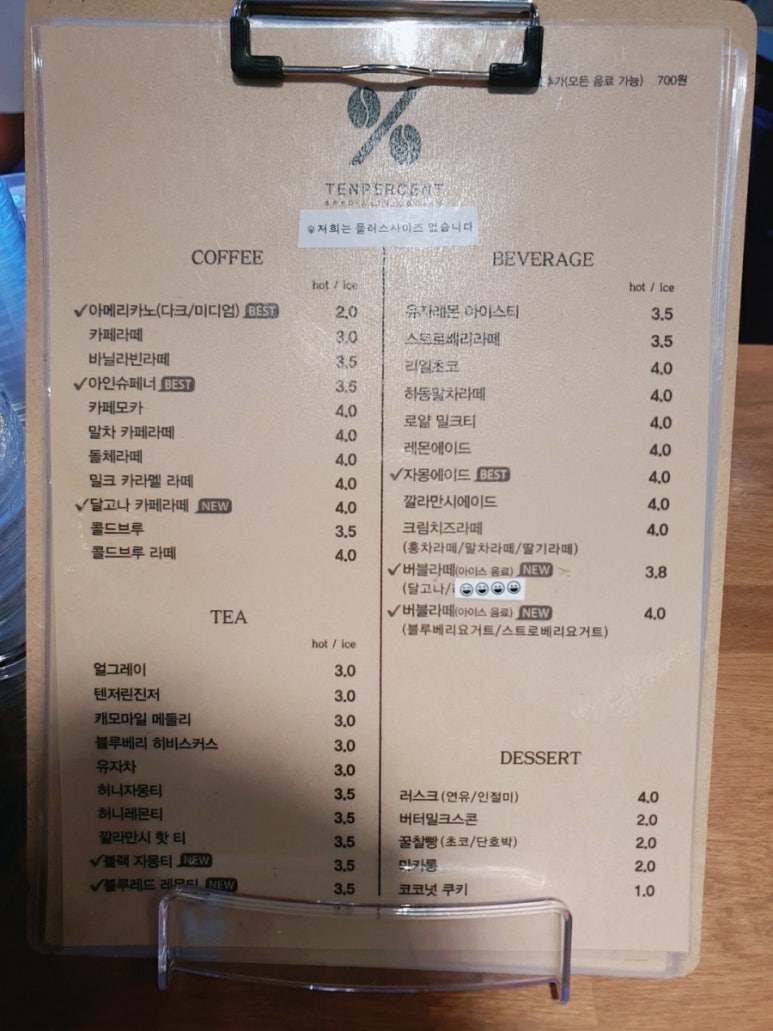 추가(모든 음료 가능) 700원
TENPERCENT
저희는 플러스사이즈 없습니다
COFFEE
hot / ice
✓아메리카노(다크/미디엄) BEST 2.0
카페라떼 3.0
바닐라빈라떼 3.5
✓아인슈페너 BEST 3.5
카페모카 4.0
말차 카페라떼 4.0
돌체라떼 4.0
밀크 카라멜 라떼 4.0
✓달고나 카페라떼 NEW 4.0
콜드브루 3.5
콜드브루 라떼 4.0
TEA
hot / ice
얼그레이 3.0
텐저린진저 3.0
캐모마일 메들리 3.0
블루베리 히비스커스 3.0
유자차 3.0
허니자몽티 3.5
허니레몬티 3.5
깔라만시 핫 티 3.5
✓블랙 자몽티 NEW 3.5
✓블루레드 레몬티 NEW 3.5
BEVERAGE
hot / ice
유자레몬 아이스티 3.5
스트로베리라떼 3.5
리얼초코 4.0
하동말차라떼 4.0
로얄 밀크티 4.0
레몬에이드 4.0
✓자몽에이드 BEST 4.0
깔라만시에이드 4.0
크림치즈라떼 4.0
(홍차라떼/말차라떼/딸기라떼)
✓버블라떼(아이스 음료) NEW 3.8
(달고나/
✓버블라떼(아이스 음료) NEW 4.0
(블루베리요거트/스트로베리요거트)
DESSERT
러스크(연유/인절미) 4.0
버터밀크스콘 2.0
꿀찰빵(초코/단호박) 2.0
마카롱 2.0
코코넛 쿠키 1.0